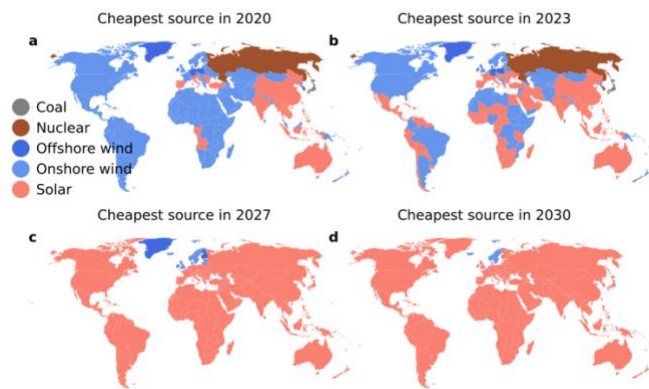 Cheapest source in 2020
Cheapest source in 2023
a
b
Coal
Nuclear
Offshore wind
Onshore wind
Solar
Cheapest source in 2027
Cheapest source in 2030
c
d